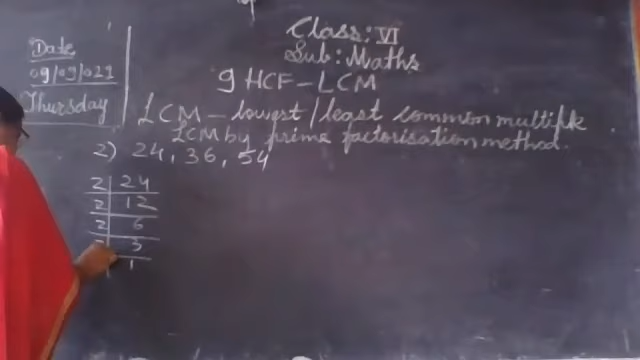 Date
09/09/021
Thursday
Class: VI
Sub: Maths
9 HCF-LCM
LCM - lowest/least common multiple
LCM by prime factorisation method.
2) 24, 36, 54
2 24
2 12
2 6
3
1